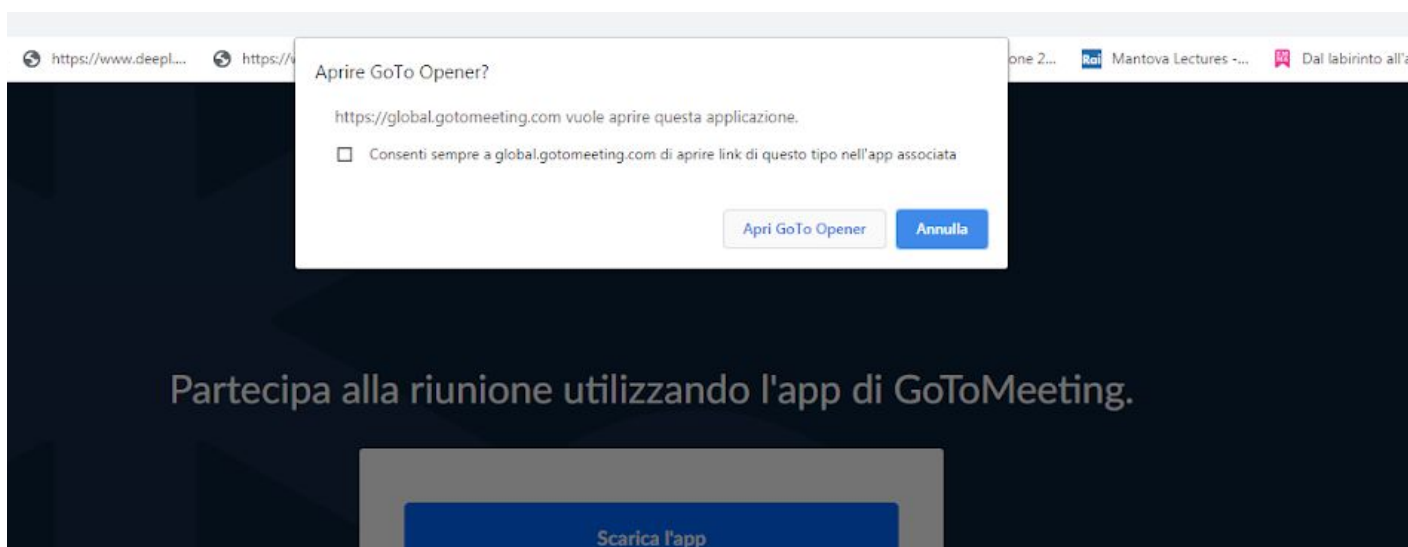 https://www.deepl.... https:// one 2... Rai Mantova Lectures -... Dal labirinto all'a
Aprire GoTo Opener?
https://global.gotomeeting.com vuole aprire questa applicazione.
Consenti sempre a global.gotomeeting.com di aprire link di questo tipo nell'app associata
Apri GoTo Opener Annulla
Partecipa alla riunione utilizzando l'app di GoToMeeting.
Scarica l'app